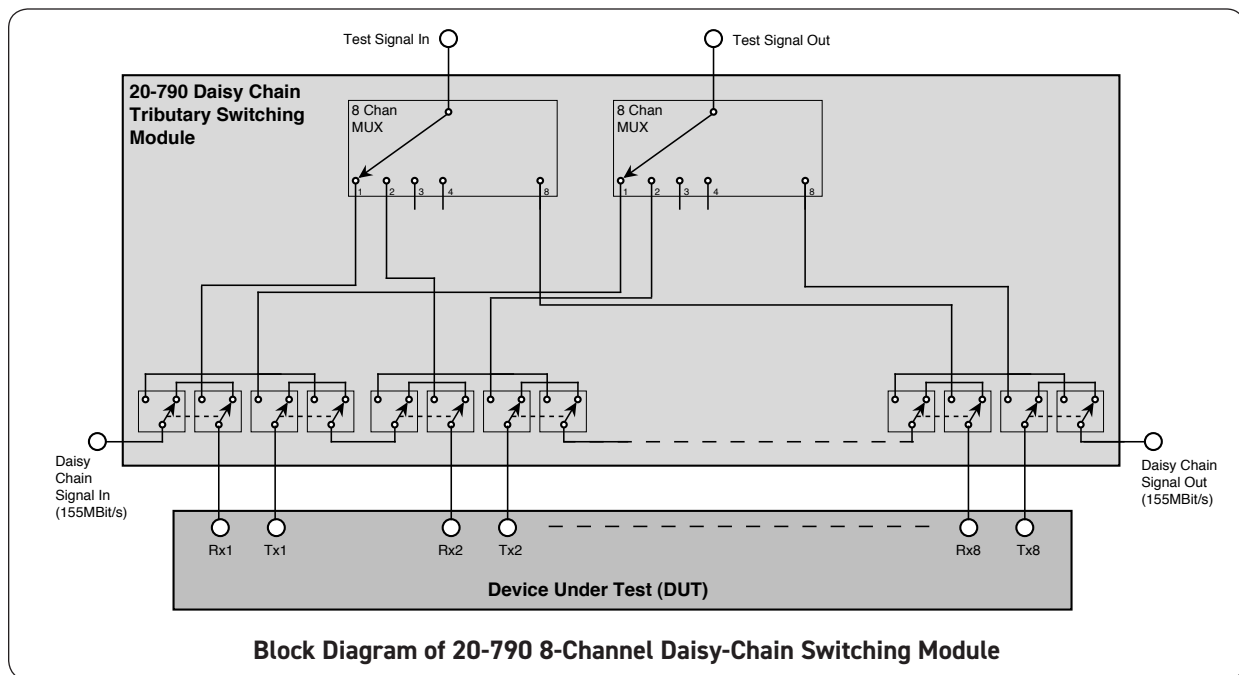 Test Signal In
Test Signal Out
20-790 Daisy Chain
Tributary Switching
Module
8 Chan
MUX
1 2 3 4 8
8 Chan
MUX
1 2 3 4 8
Daisy
Chain
Signal In
(155MBit/s)
Daisy Chain
Signal Out
(155MBit/s)
Rx1 Tx1 Rx2 Tx2 Rx8 Tx8
Device Under Test (DUT)
Block Diagram of 20-790 8-Channel Daisy-Chain Switching Module